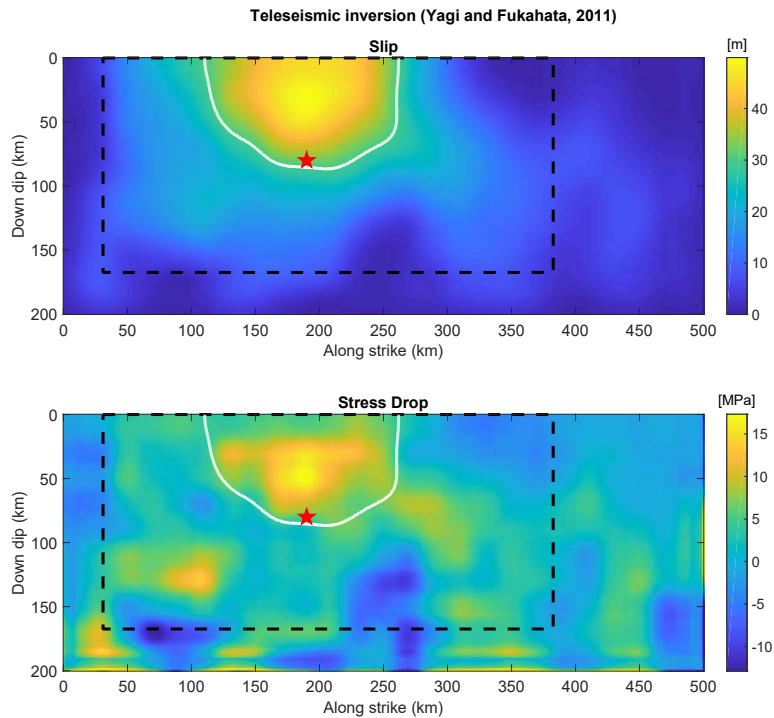 Teleseismic inversion (Yagi and Fukahata, 2011)
Slip
[m]
0
50
100
150
200
Down dip (km)
0 50 100 150 200 250 300 350 400 450 500
Along strike (km)
40
30
20
10
0
Stress Drop
[MPa]
0
50
100
150
200
Down dip (km)
0 50 100 150 200 250 300 350 400 450 500
Along strike (km)
15
10
5
0
-5
-10